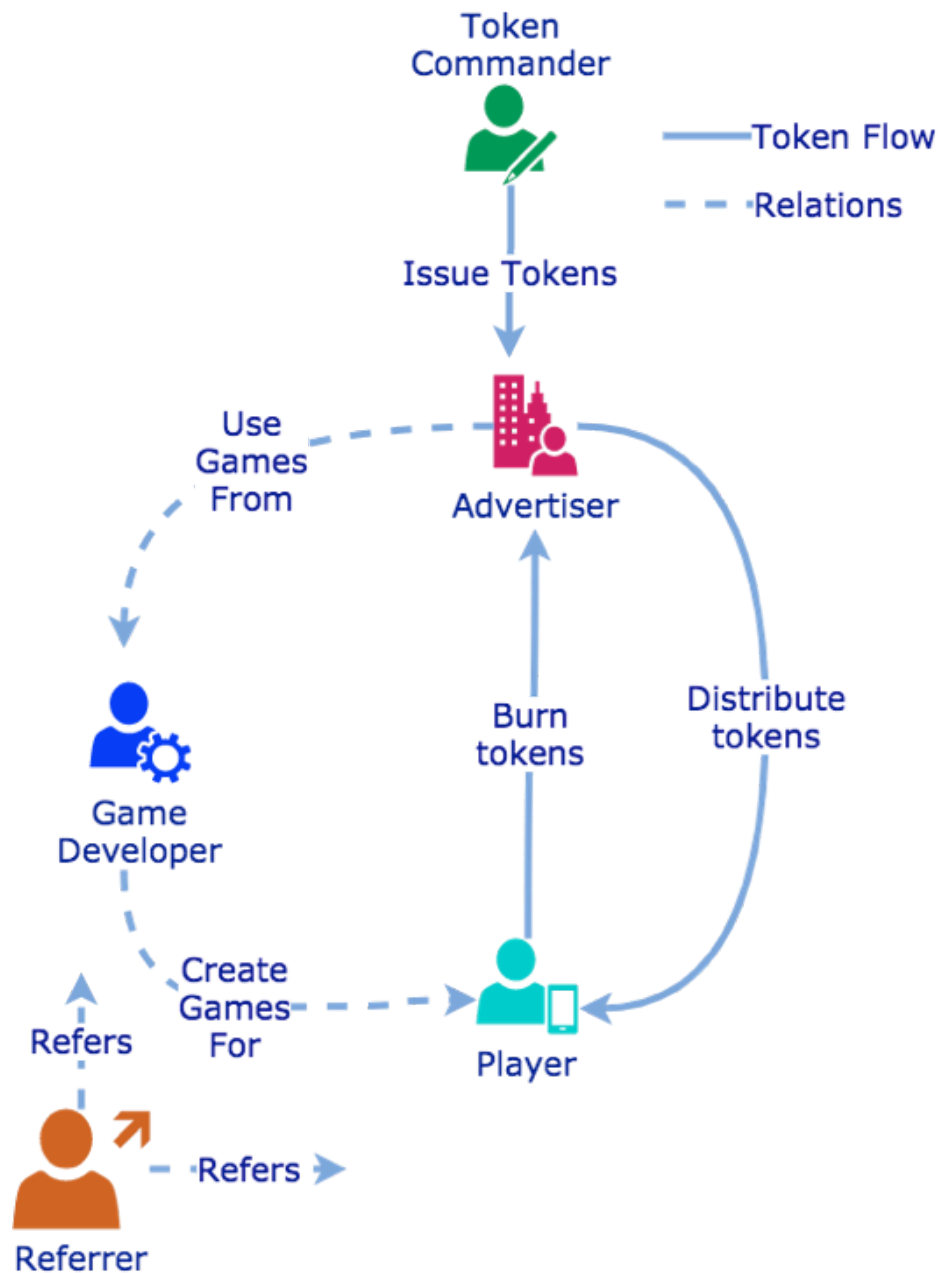 Token
Commander
Token Flow
Relations
Issue Tokens
Use
Games
From
Advertiser
Burn
tokens
Distribute
tokens
Game
Developer
Create
Games
For
Player
Refers
Refers
Referrer